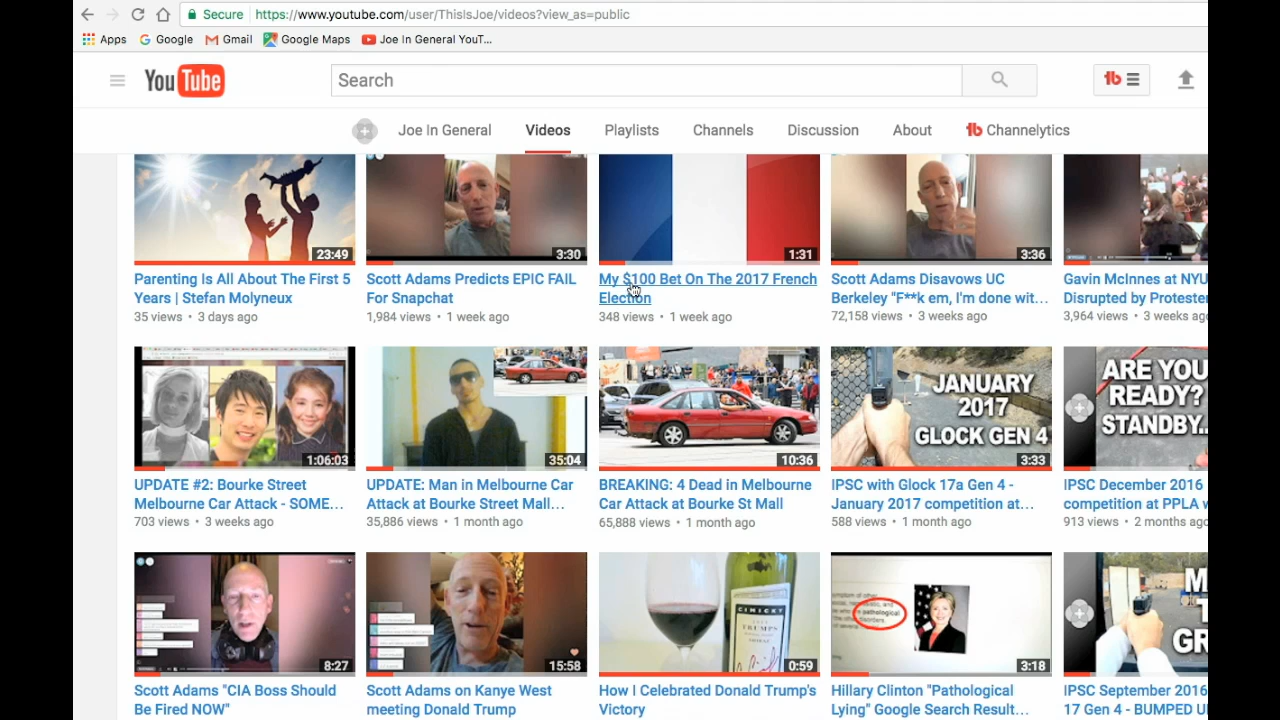 Secure https://www.youtube.com/user/ThisIsJoe/videos?view_as=public
Apps Google Gmail Google Maps Joe In General YouT...
YouTube Search
Joe In General Videos Playlists Channels Discussion About Channelytics
23:49 3:30 1:31 3:36
Parenting Is All About The First 5 Scott Adams Predicts EPIC FAIL My $100 Bet On The 2017 French Scott Adams Disavows UC Gavin McInnes at NYU
Years | Stefan Molyneux For Snapchat Election Berkeley "F**k em, I'm done wit... Disrupted by Proteste
35 views • 3 days ago 1,984 views • 1 week ago 348 views • 1 week ago 72,158 views • 3 weeks ago 3,964 views • 3 weeks ag
ARE YOU
JANUARY READY?
2017 STANDBY..
GLOCK GEN 4
1:06:03 35:04 10:36 3:33
UPDATE #2: Bourke Street UPDATE: Man in Melbourne Car BREAKING: 4 Dead in Melbourne IPSC with Glock 17a Gen 4 - IPSC December 2016
Melbourne Car Attack - SOME... Attack at Bourke Street Mall... Car Attack at Bourke St Mall January 2017 competition at... competition at PPLA
703 views • 3 weeks ago 35,886 views • 1 month ago 65,888 views • 1 month ago 588 views • 1 month ago 913 views • 2 months ago
CIMICKY
TRUMPS
pathological
8:27 15:58 0:59 3:18
Scott Adams "CIA Boss Should Scott Adams on Kanye West How I Celebrated Donald Trump's Hillary Clinton "Pathological IPSC September 2016
Be Fired NOW" meeting Donald Trump Victory Lying" Google Search Result... 17 Gen 4 - BUMPED U